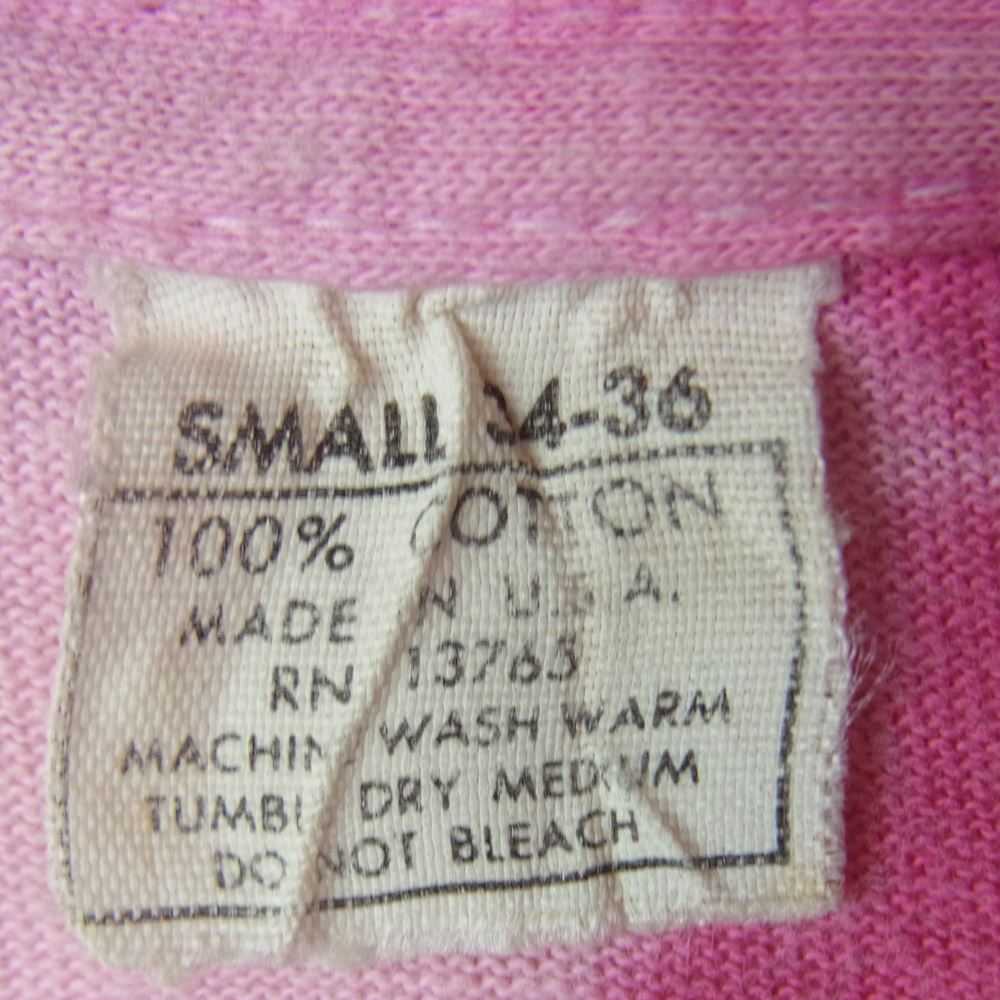 SMALL 34-36
100% COTTON
MADE IN U.S.A.
RN 13765
MACHINE WASH WARM
TUMBLE DRY MEDIUM
DO NOT BLEACH